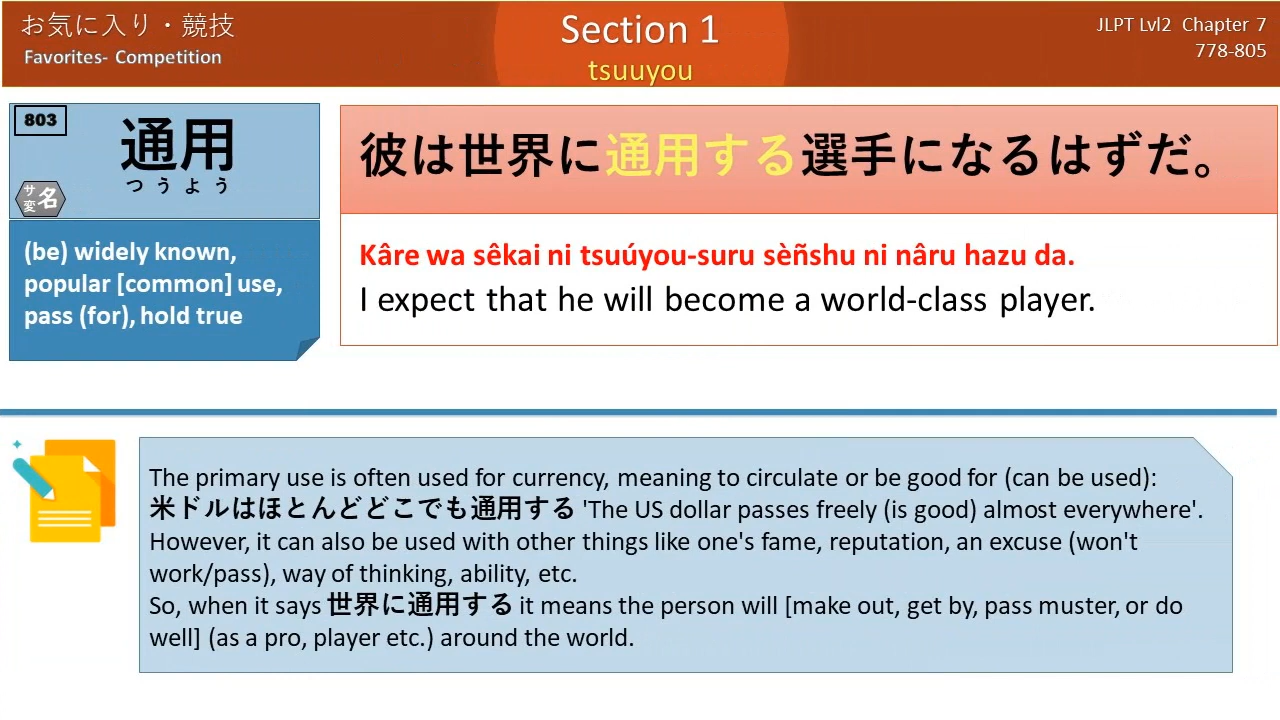 お気に入り・競技
Favorites- Competition
Section 1
tsuuyou
JLPT Lvl2 Chapter 7
778-805
803
通用
つうよう
サ変 名
(be) widely known,
popular [common] use,
pass (for), hold true
彼は世界に通用する選手になるはずだ。
Kâre wa sêkai ni tsuúyou-suru sèñshu ni nâru hazu da.
I expect that he will become a world-class player.
The primary use is often used for currency, meaning to circulate or be good for (can be used):
米ドルはほとんどどこでも通用する 'The US dollar passes freely (is good) almost everywhere'.
However, it can also be used with other things like one's fame, reputation, an excuse (won't
work/pass), way of thinking, ability, etc.
So, when it says 世界に通用する it means the person will [make out, get by, pass muster, or do
well] (as a pro, player etc.) around the world.